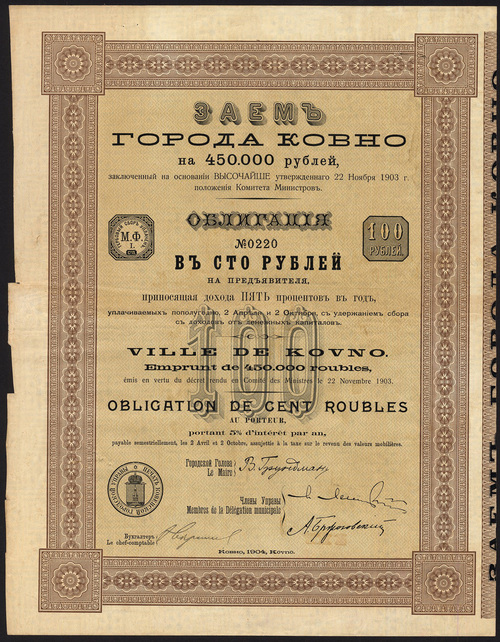 ЗАЕМЪ
ГОРОДА КОВНО
на 450.000 рублей,
заключенный на основаніи ВЫСОЧАЙШЕ утвержденнаго 22 Ноября 1903 г.
положенія Комитета Министровъ.
ОБЛИГАЦІЯ
М.Ф.
I.
№0220
100
РУБЛЕЙ.
ВЪ СТО РУБЛЕЙ
НА ПРЕДЪЯВИТЕЛЯ,
приносящая дохода ПЯТЬ процентовъ въ годъ,
уплачиваемыхъ пополугодно, 2 Апрѣля и 2 Октября, съ удержаніемъ сбора
съ доходовъ отъ денежныхъ капиталовъ.
100
VILLE DE KOVNO.
Emprunt de 450.000 roubles,
émis en vertu du décret rendu en Comité des Ministres le 22 Novembre 1903.
OBLIGATION DE CENT ROUBLES
AU PORTEUR,
portant 5% d'intérêt par an,
payable semestriellement, les 2 Avril et 2 Octobre, assujettie à la taxe sur le revenu des valeurs mobilières.
Городской Голова
Le Maire
Члены Управы
Membres de la Délégation municipale
Бухгалтеръ
Le chef-comptable
Ковно, 1904, Kovno.